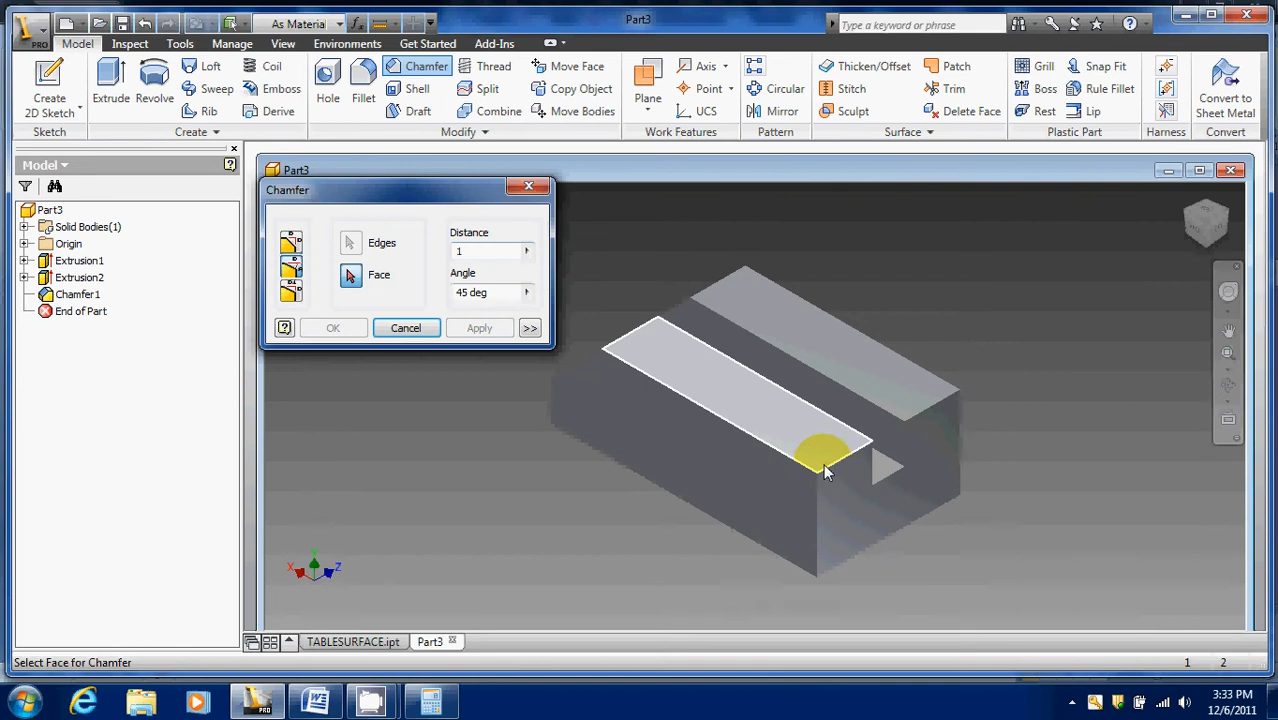 As Material
Part3
Type a keyword or phrase
PRO
Model Inspect Tools Manage View Environments Get Started Add-Ins
Create 2D Sketch
Extrude
Revolve
Loft
Coil
Sweep
Emboss
Rib
Derive
Hole
Fillet
Chamfer
Thread
Move Face
Shell
Split
Copy Object
Draft
Combine
Move Bodies
Plane
Axis
Point
UCS
Circular
Mirror
Thicken/Offset
Patch
Stitch
Trim
Sculpt
Delete Face
Grill
Snap Fit
Boss
Rule Fillet
Rest
Lip
Convert to Sheet Metal
Sketch
Create
Modify
Work Features
Pattern
Surface
Plastic Part
Harness
Convert
Model
Part3
Solid Bodies(1)
Origin
Extrusion1
Extrusion2
Chamfer1
End of Part
Part3
Chamfer
Edges
Face
Distance
1
Angle
45 deg
OK
Cancel
Apply
>>
X
Y
Z
TABLESURFACE.ipt
Part3
Select Face for Chamfer
1
2
PRO
3:33 PM
12/6/2011